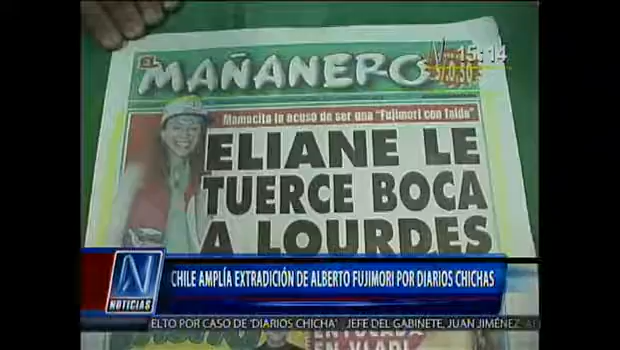 15:14
EL MAÑANERO
S/.0.50
Mamacita la acusó de ser una "Fujimori con falda"
ELIANE LE
TUERCE BOCA
A LOURDES
N
NOTICIAS
CHILE AMPLÍA EXTRADICIÓN DE ALBERTO FUJIMORI POR DIARIOS CHICHAS
ELTO POR CASO DE 'DIARIOS CHICHA' JEFE DEL GABINETE, JUAN JIMÉNEZ